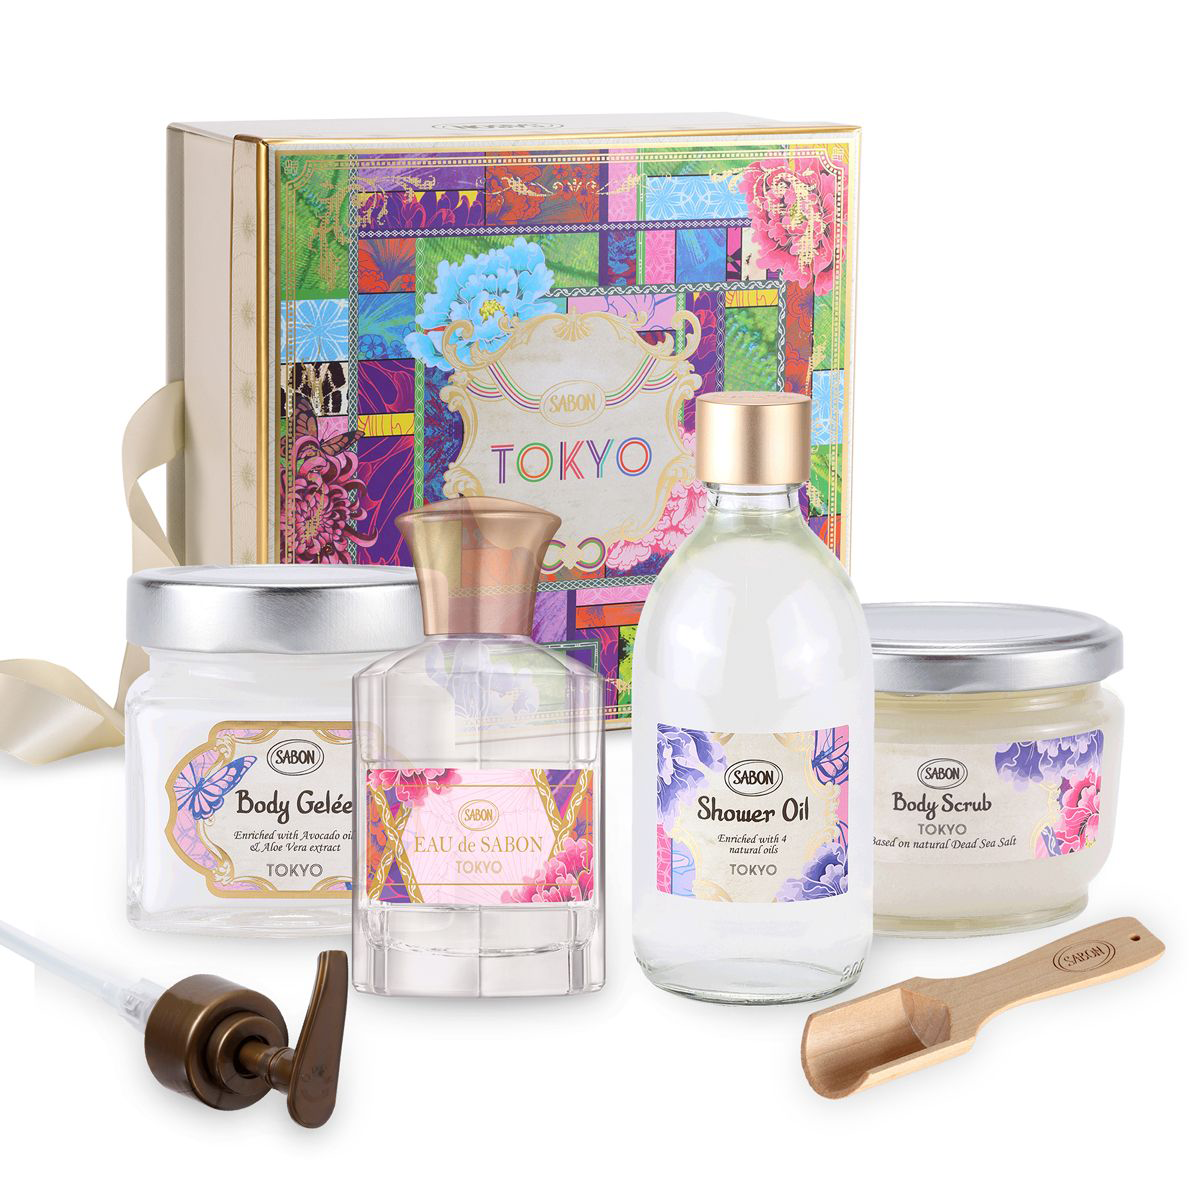 SABON
TOKYO
SABON
Body Gelée
Enriched with Avocado oil
& Aloe Vera extract
TOKYO
SABON
EAU de SABON
TOKYO
SABON
Shower Oil
Enriched with 4
natural oils
TOKYO
SABON
Body Scrub
TOKYO
Based on natural Dead Sea Salt
SABON